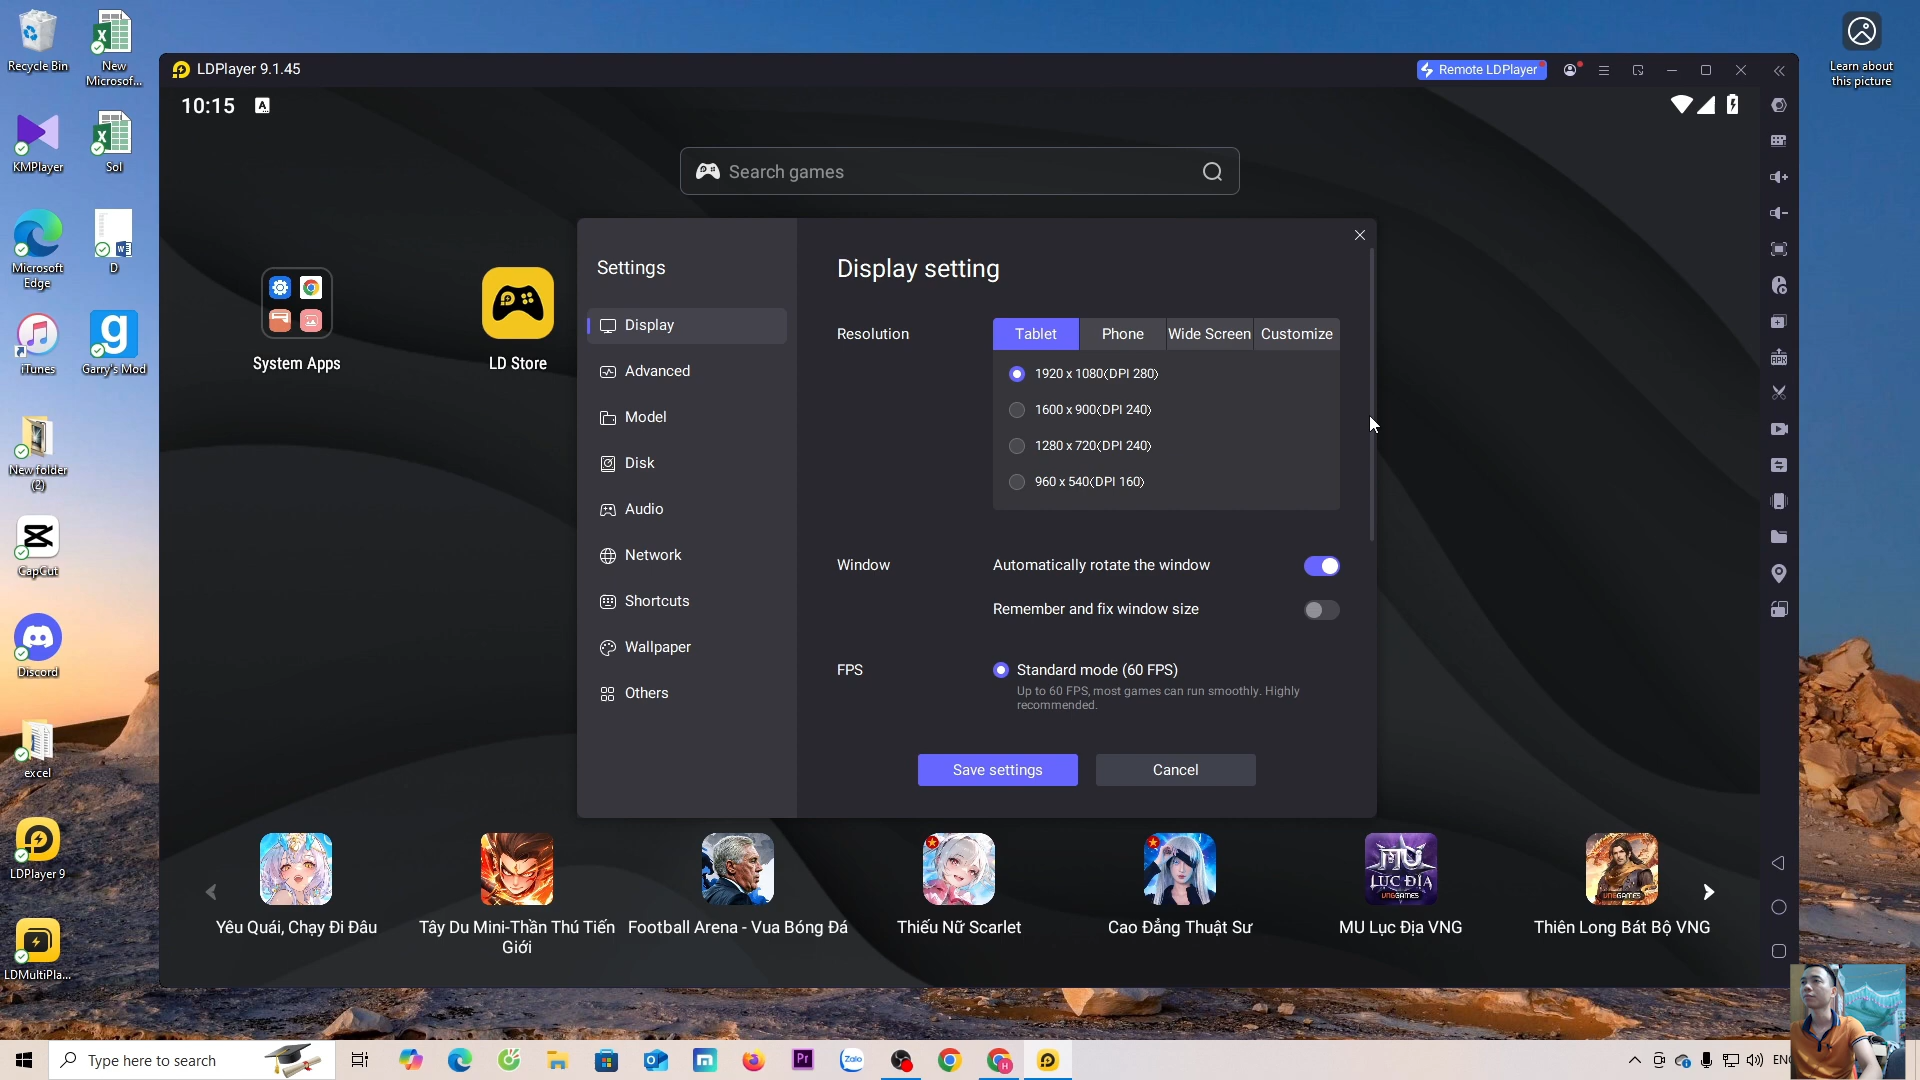 Recycle Bin
New
Microsof...
KMPlayer
Sol
Microsoft
Edge
D
iTunes
Garry's Mod
New folder
(2)
CapCut
Discord
excel
LDPlayer 9
LDMultiPla...
Learn about
this picture
LDPlayer 9.1.45
Remote LDPlayer
10:15
A
Search games
System Apps
LD Store
Settings
Display
Advanced
Model
Disk
Audio
Network
Shortcuts
Wallpaper
Others
Display setting
Resolution
Tablet
Phone
Wide Screen
Customize
1920 x 1080(DPI 280)
1600 x 900(DPI 240)
1280 x 720(DPI 240)
960 x 540(DPI 160)
Window
Automatically rotate the window
Remember and fix window size
FPS
Standard mode (60 FPS)
Up to 60 FPS, most games can run smoothly. Highly
recommended.
Save settings
Cancel
Yêu Quái, Chạy Đi Đâu
Tây Du Mini-Thần Thú Tiến
Giới
Football Arena - Vua Bóng Đá
Thiếu Nữ Scarlet
Cao Đẳng Thuật Sư
MU
LỤC ĐỊA
VNGGAMES
MU Lục Địa VNG
VNGGAMES
Thiên Long Bát Bộ VNG
Type here to search
Pr
Zalo
H